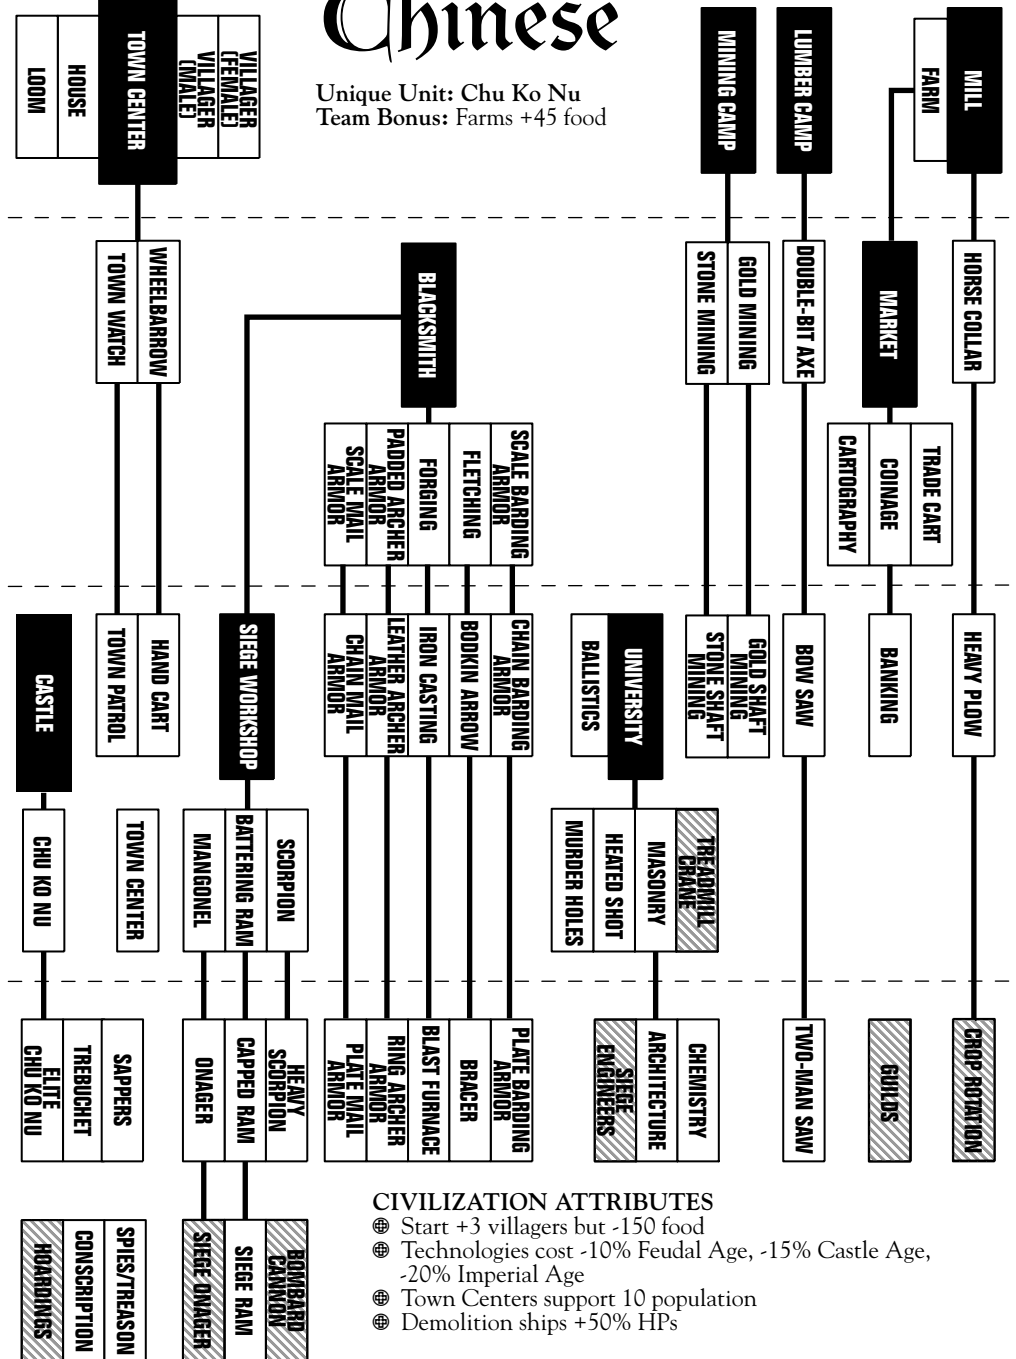 Chinese
Unique Unit: Chu Ko Nu
Team Bonus: Farms +45 food
LOOM
HOUSE
TOWN CENTER
VILLAGER
(MALE)
VILLAGER
(FEMALE)
MINING CAMP
LUMBER CAMP
FARM
MILL
TOWN WATCH
WHEELBARROW
BLACKSMITH
STONE MINING
GOLD MINING
DOUBLE-BIT AXE
MARKET
HORSE COLLAR
SCALE MAIL
ARMOR
PADDED ARCHER
ARMOR
FORGING
FLETCHING
SCALE BARDING
ARMOR
CARTOGRAPHY
COINAGE
TRADE CART
CASTLE
TOWN PATROL
HAND CART
SIEGE WORKSHOP
CHAIN MAIL
ARMOR
LEATHER ARCHER
ARMOR
IRON CASTING
BODKIN ARROW
CHAIN BARDING
ARMOR
BALLISTICS
UNIVERSITY
STONE SHAFT
MINING
GOLD SHAFT
MINING
BOW SAW
BANKING
HEAVY PLOW
CHU KO NU
TOWN CENTER
MANGONEL
BATTERING RAM
SCORPION
MURDER HOLES
HEATED SHOT
MASONRY
TREADMILL
CRANE
ELITE
CHU KO NU
TREBUCHET
SAPPERS
ONAGER
CAPPED RAM
HEAVY
SCORPION
PLATE MAIL
ARMOR
RING ARCHER
ARMOR
BLAST FURNACE
BRACER
PLATE BARDING
ARMOR
SIEGE
ENGINEERS
ARCHITECTURE
CHEMISTRY
TWO-MAN SAW
GUILDS
CROP ROTATION
HOARDINGS
CONSCRIPTION
SPIES/TREASON
SIEGE ONAGER
SIEGE RAM
BOMBARD
CANNON
CIVILIZATION ATTRIBUTES
Start +3 villagers but -150 food
Technologies cost -10% Feudal Age, -15% Castle Age,
-20% Imperial Age
Town Centers support 10 population
Demolition ships +50% HPs